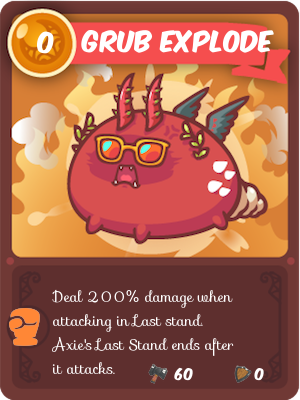 0 GRUB EXPLODE
Deal 200% damage when
attacking in Last stand.
Axie's Last Stand ends after
it attacks. 60 0